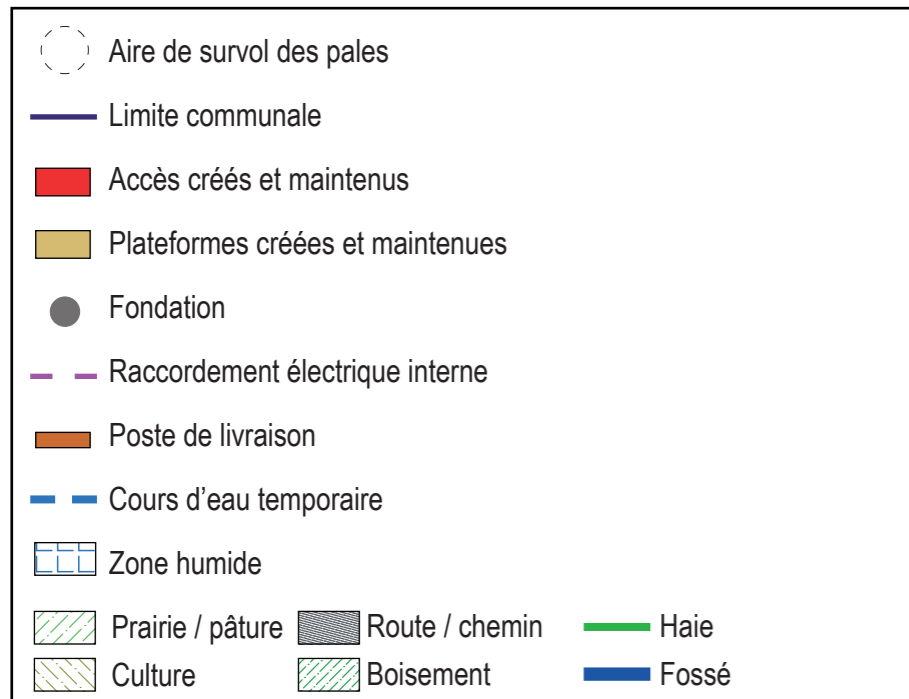 Aire de survol des pales
Limite communale
Accès créés et maintenus
Plateformes créées et maintenues
Fondation
Raccordement électrique interne
Poste de livraison
Cours d'eau temporaire
Zone humide
Prairie / pâture Route / chemin Haie
Culture Boisement Fossé